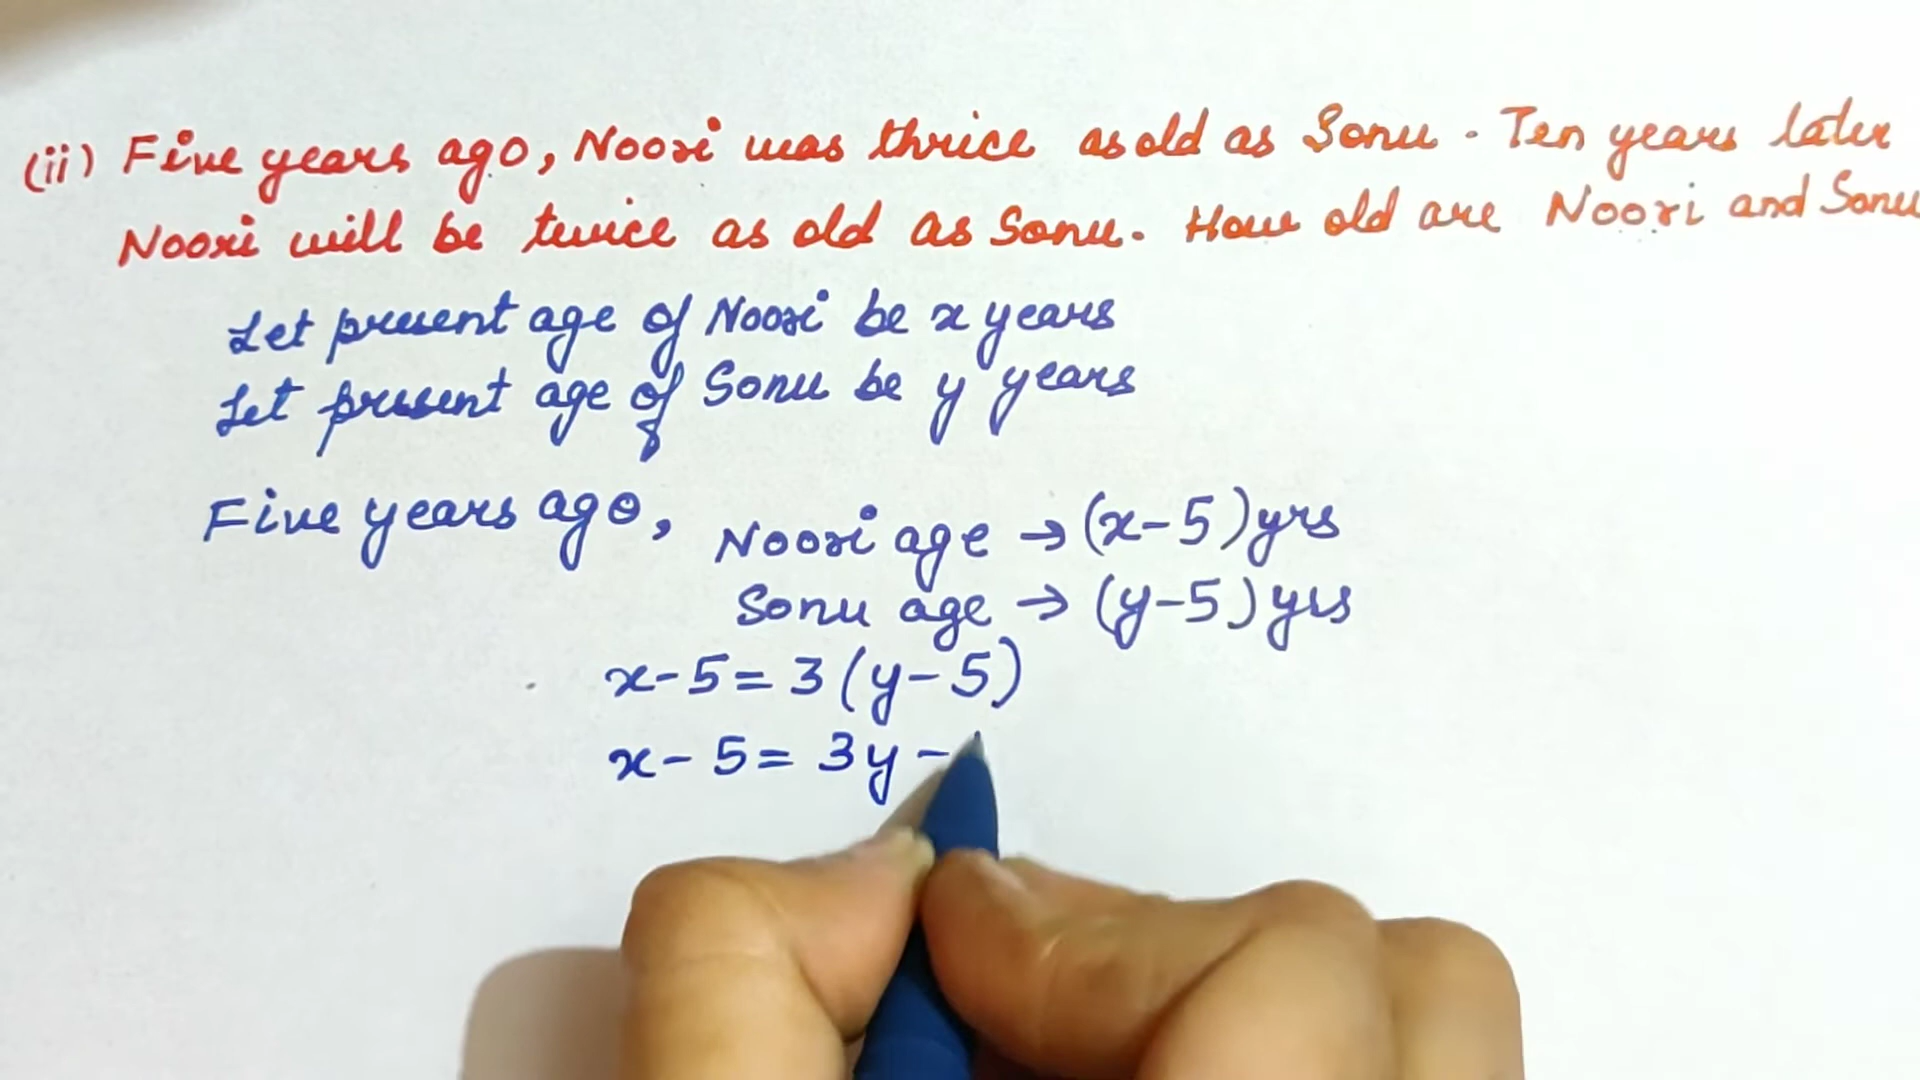 (ii) Five years ago, Noori was thrice as old as Sonu. Ten years later
Noori will be twice as old as Sonu. How old are Noori and Sonu
Let present age of Noori be x years
Let present age of Sonu be y years
Five years ago, Noori age → (x-5) yrs
Sonu age → (y-5) yrs
x-5 = 3(y-5)
x-5 = 3y-